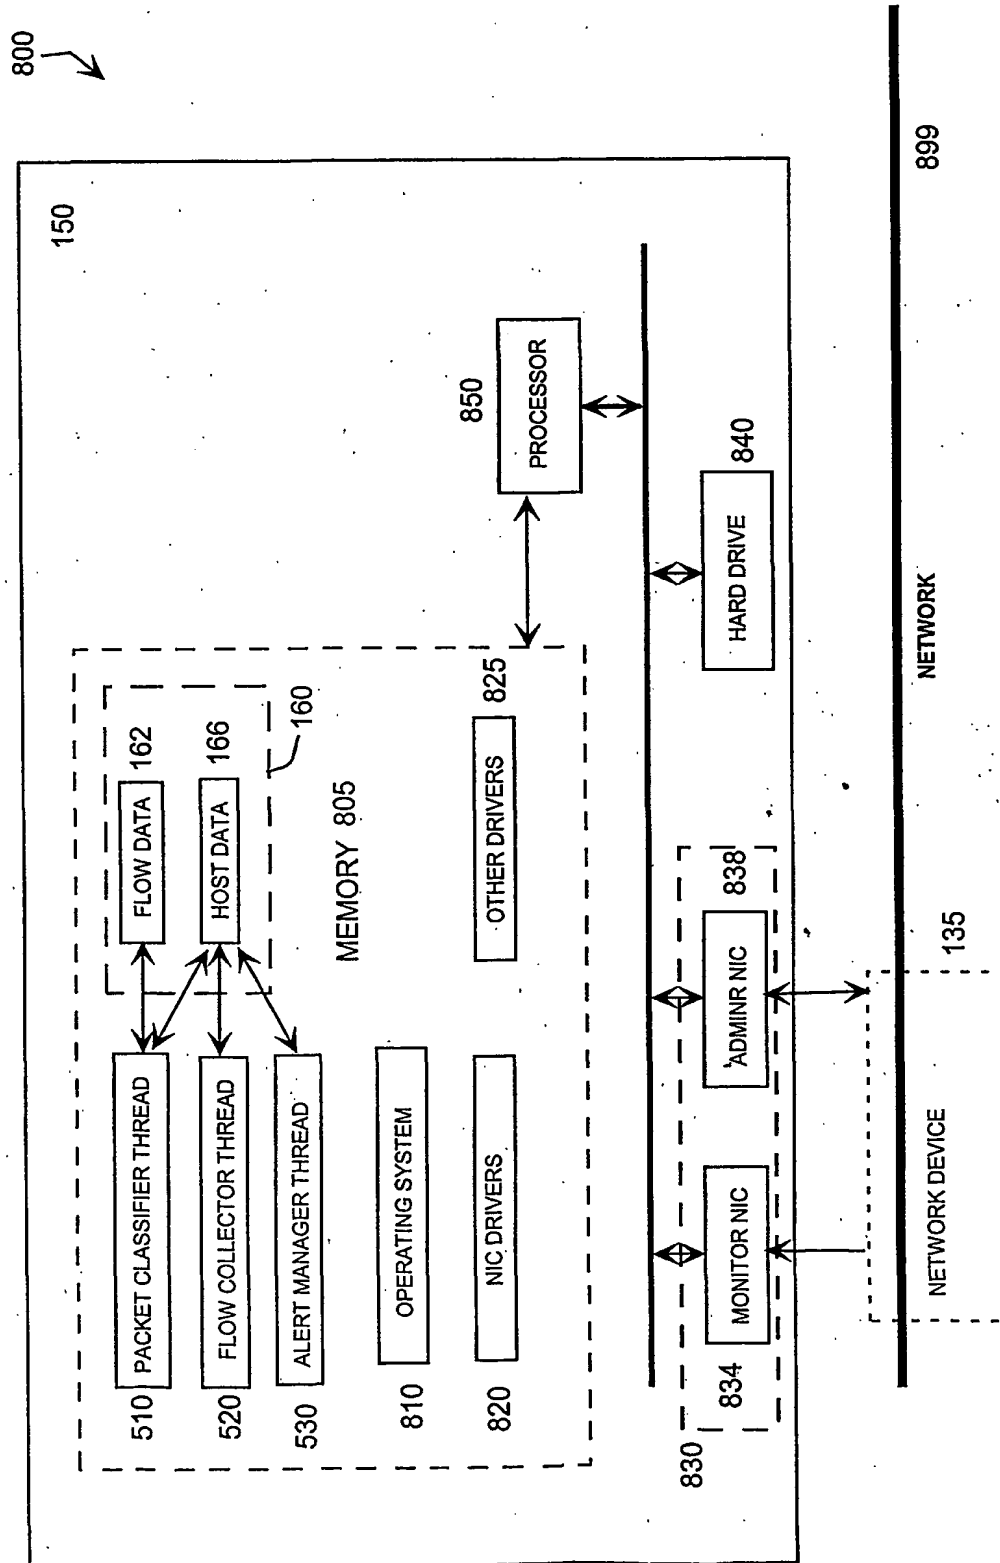 800
150
510 PACKET CLASSIFIER THREAD
FLOW DATA 162
520 FLOW COLLECTOR THREAD
HOST DATA 166
530 ALERT MANAGER THREAD
160
MEMORY 805
810 OPERATING SYSTEM
820 NIC DRIVERS
OTHER DRIVERS 825
850
PROCESSOR
830
834 MONITOR NIC
ADMINR NIC 838
HARD DRIVE 840
NETWORK DEVICE 135
NETWORK
899